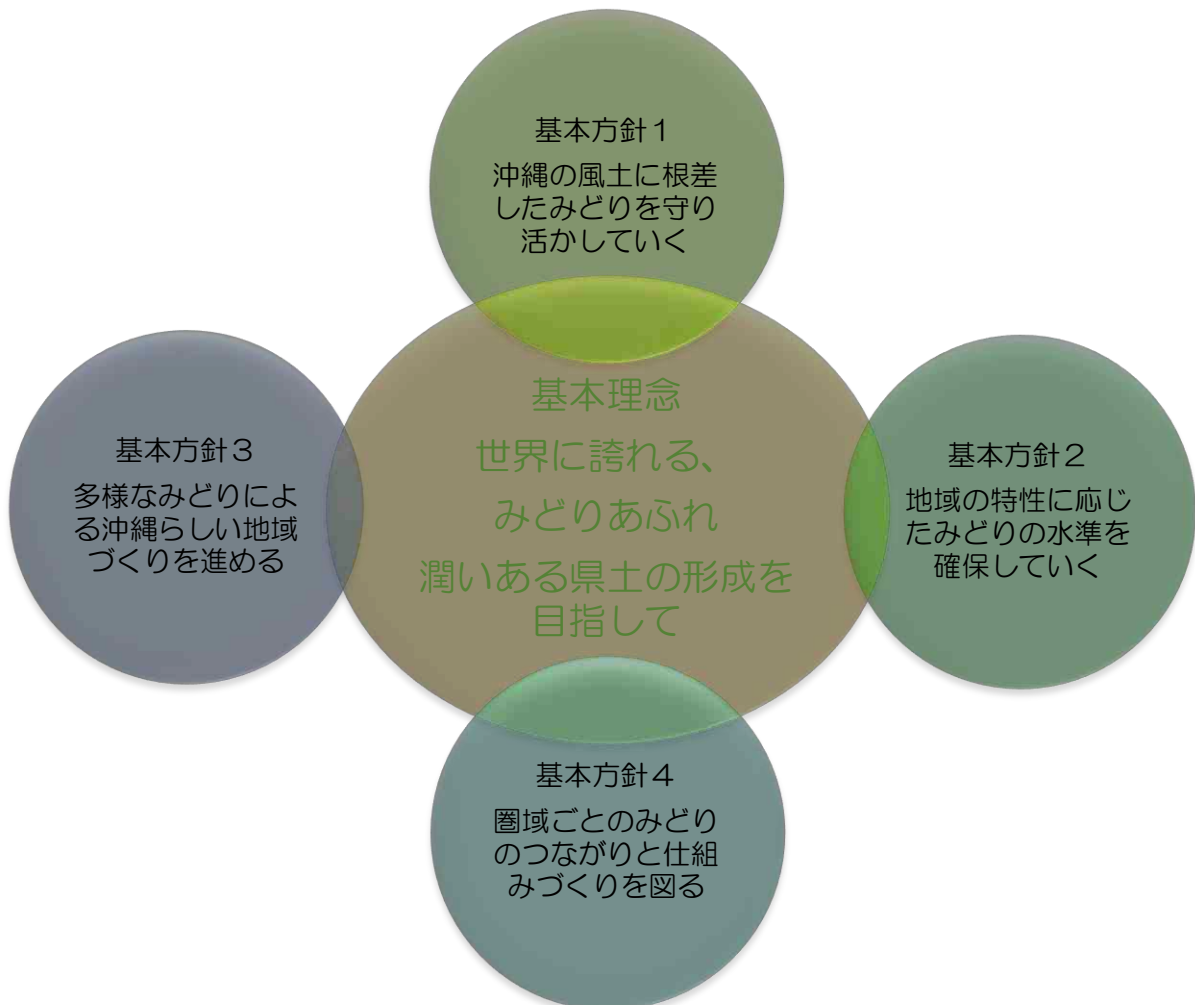 基本方針１
沖縄の風土に根差
したみどりを守り
活かしていく
基本理念
世界に誇れる、
みどりあふれ
潤いある県土の形成を
目指して
基本方針３
多様なみどりによ
る沖縄らしい地域
づくりを進める
基本方針２
地域の特性に応じ
たみどりの水準を
確保していく
基本方針４
圏域ごとのみどり
のつながりと仕組
みづくりを図る